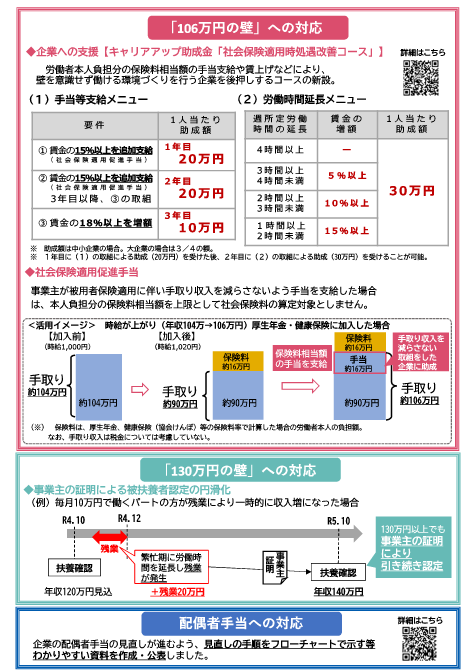 「106万円の壁」への対応
◆企業への支援【キャリアアップ助成金「社会保険適用時処遇改善コース」】
詳細はこちら
労働者本人負担分の保険料相当額の手当支給や賃上げなどにより、
壁を意識せず働ける環境づくりを行う企業を後押しするコースの新設。
（1）手当等支給メニュー
要件
1人当たり
助成額
① 賃金の15%以上を追加支給
（社会保険適用促進手当）
1年目
20万円
② 賃金の15%以上を追加支給
（社会保険適用促進手当）
3年目以降、③の取組
2年目
20万円
③ 賃金の18%以上を増額
3年目
10万円
（2）労働時間延長メニュー
週所定労働
時間の延長
賃金の
増額
1人当たり
助成額
4時間以上
ー
3時間以上
4時間未満
5%以上
2時間以上
3時間未満
10%以上
1時間以上
2時間未満
15%以上
30万円
※ 助成額は中小企業の場合。大企業の場合は3／4の額。
※ 1年目に（1）の取組による助成（20万円）を受けた後、2年目に（2）の取組による助成（30万円）を受けることが可能。
◆社会保険適用促進手当
事業主が被用者保険適用に伴い手取り収入を減らさないよう手当を支給した場合
は、本人負担分の保険料相当額を上限として社会保険料の算定対象としません。
＜活用イメージ＞ 時給が上がり（年収104万→106万円）厚生年金・健康保険に加入した場合
【加入前】
（時給1,000円）
手取り
約104万円
約104万円
【加入後】
（時給1,020円）
手取り
約90万円
保険料
約16万円
約90万円
保険料相当額
の手当を支給
保険料
約16万円
手当
約16万円
約90万円
手取り収入を
減らさない
取組をした
企業に助成
手取り
約106万円
（※） 保険料は、厚生年金、健康保険（協会けんぽ）等の保険料率で計算した場合の労働者本人の負担額。
なお、手取り収入は税金については考慮していない。
「130万円の壁」への対応
◆事業主の証明による被扶養者認定の円滑化
（例）毎月10万円で働くパートの方が残業により一時的に収入増になった場合
R4. 10
R4. 12
R5. 10
残業
扶養確認
年収120万円見込
繁忙期に労働時
間を延長し残業
が発生
＋残業20万円
事業主
証明
扶養確認
年収140万円
130万円以上でも
事業主の証明
により
引き続き認定
配偶者手当への対応
詳細はこちら
企業の配偶者手当の見直しが進むよう、見直しの手順をフローチャートで示す等
わかりやすい資料を作成・公表しました。